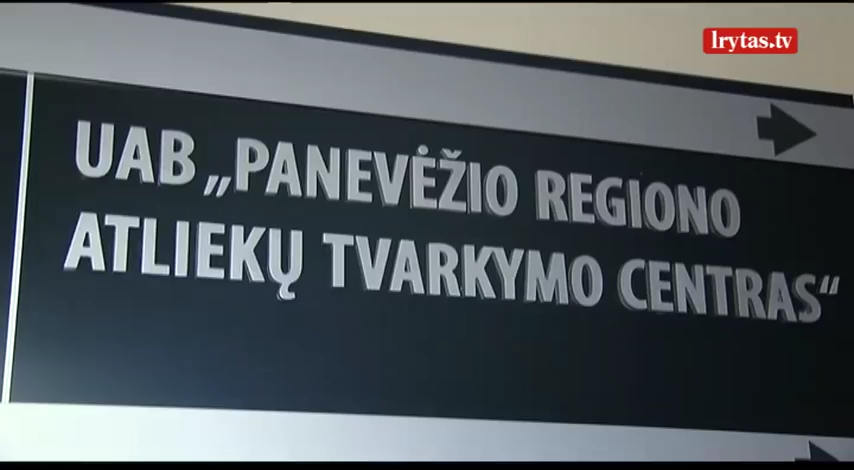 lrytas.tv
UAB „PANEVĖŽIO REGIONO
ATLIEKŲ TVARKYMO CENTRAS“